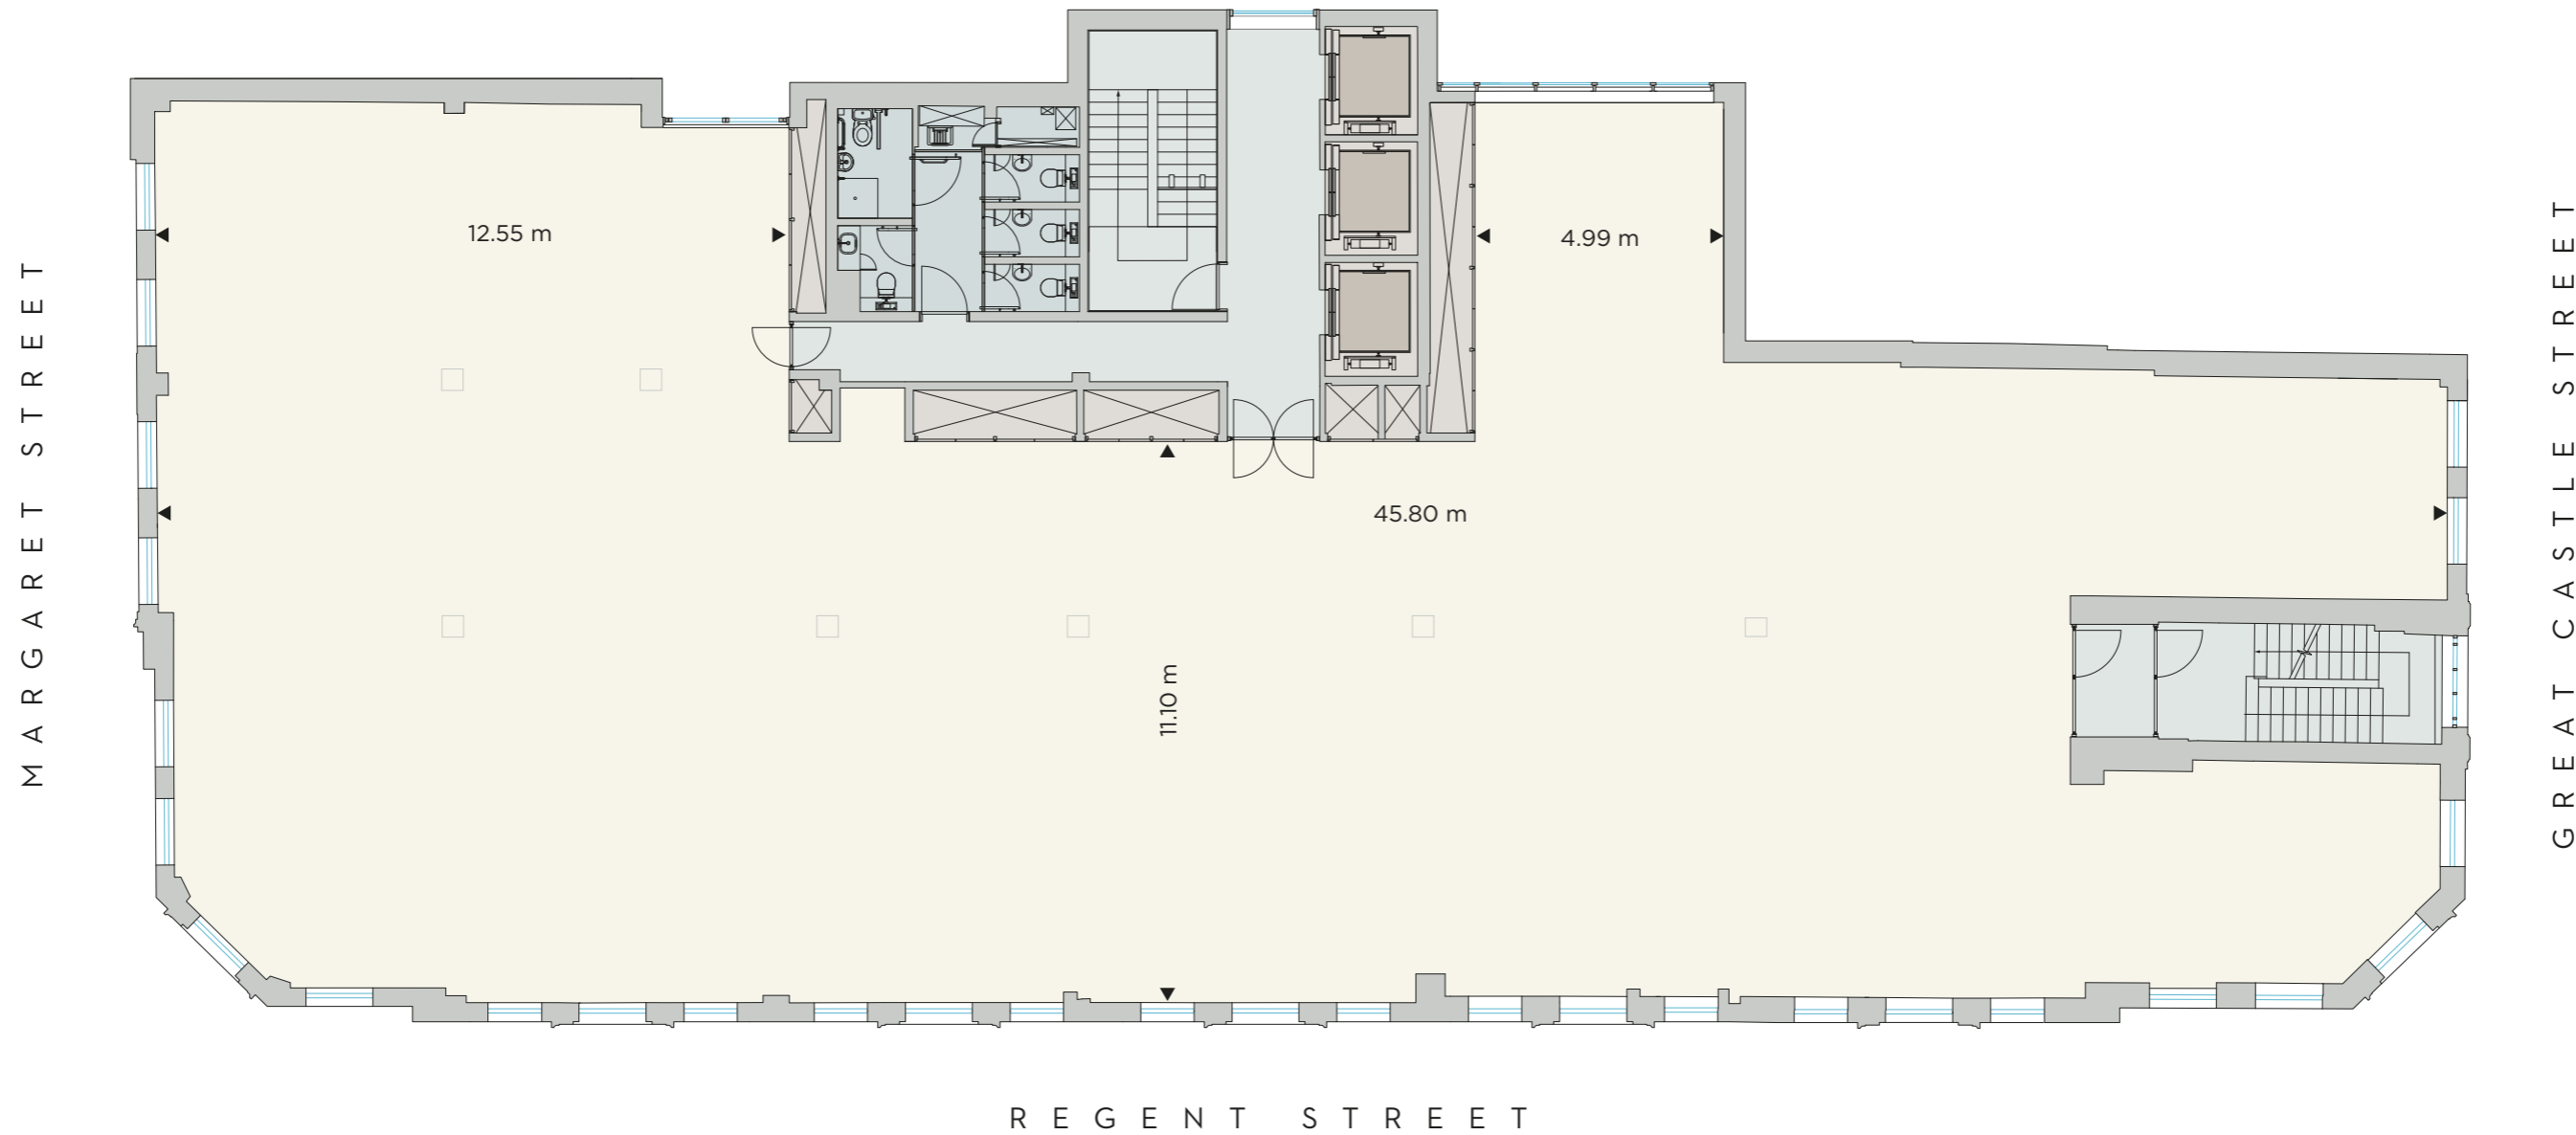 12.55 m
4.99 m
MARGARET STREET
GREAT CASTLE STREET
45.80 m
11.10 m
REGENT STREET